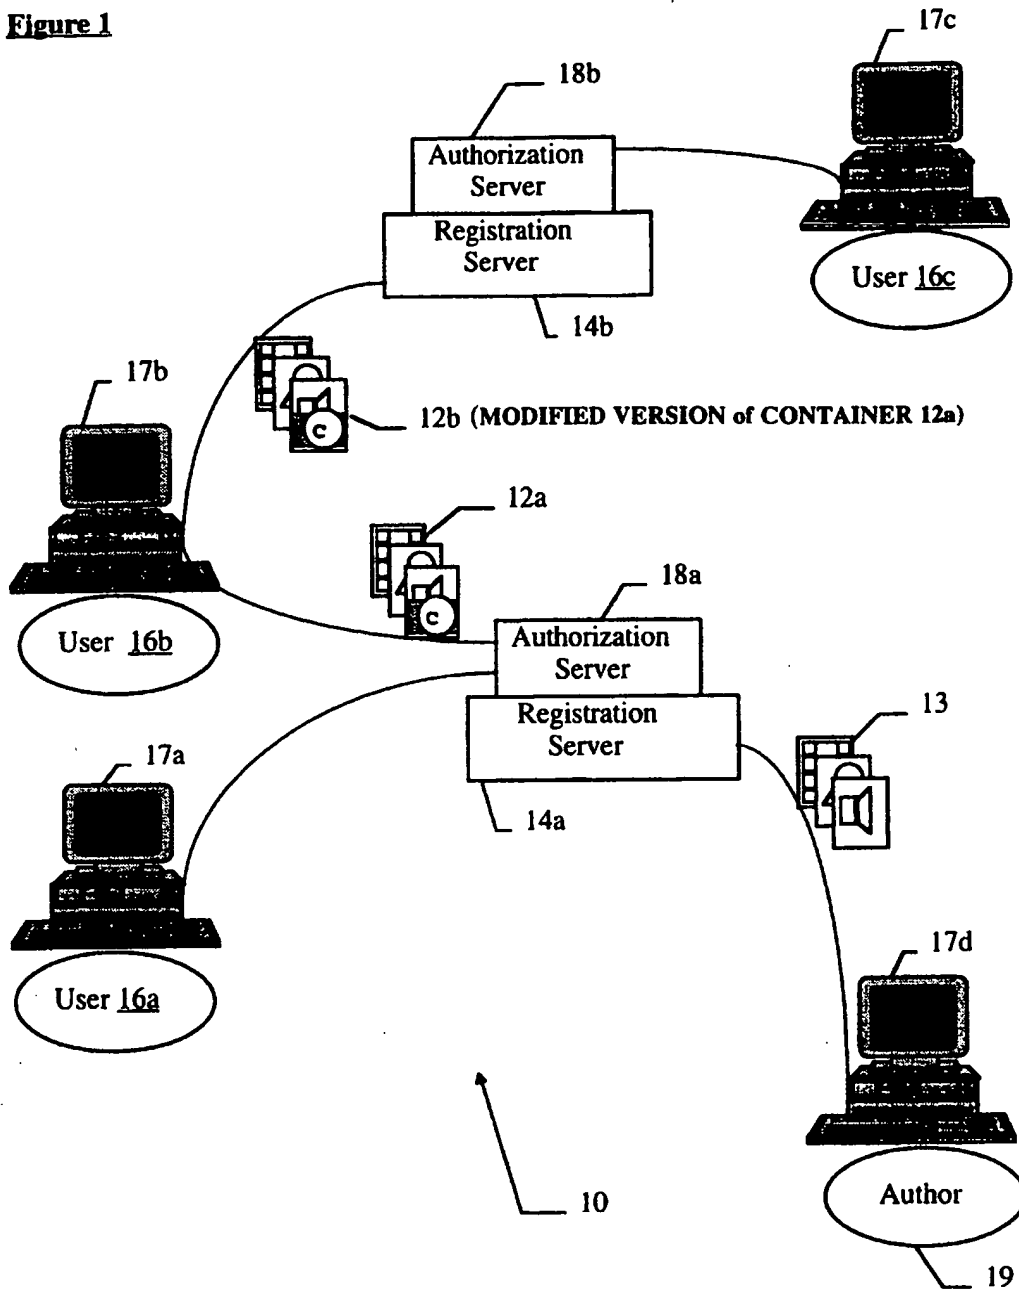 Figure 1
17c
18b
Authorization
Server
Registration
Server
User 16c
14b
17b
12b (MODIFIED VERSION of CONTAINER 12a)
c
12a
c
18a
User 16b
Authorization
Server
Registration
Server
13
17a
14a
17d
User 16a
10
Author
19